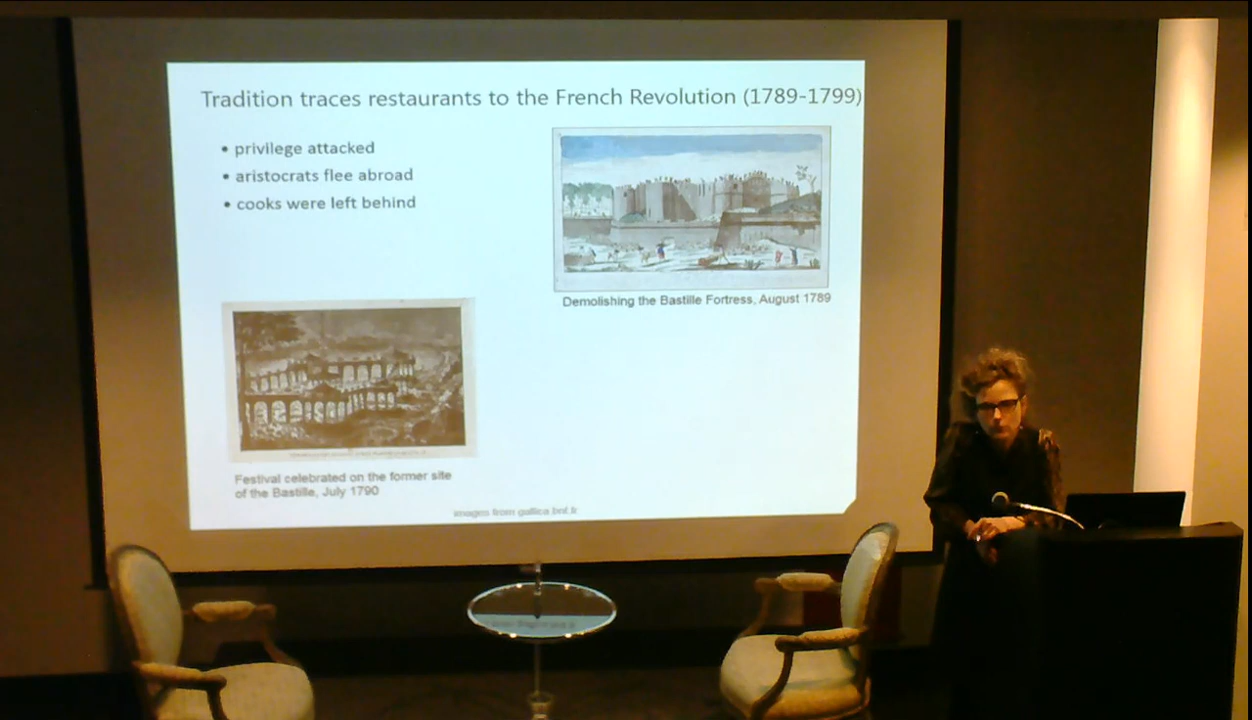 Tradition traces restaurants to the French Revolution (1789-1799)
• privilege attacked
• aristocrats flee abroad
• cooks were left behind
Demolishing the Bastille Fortress, August 1789
Festival celebrated on the former site
of the Bastille, July 1790
images from gallica.bnf.fr